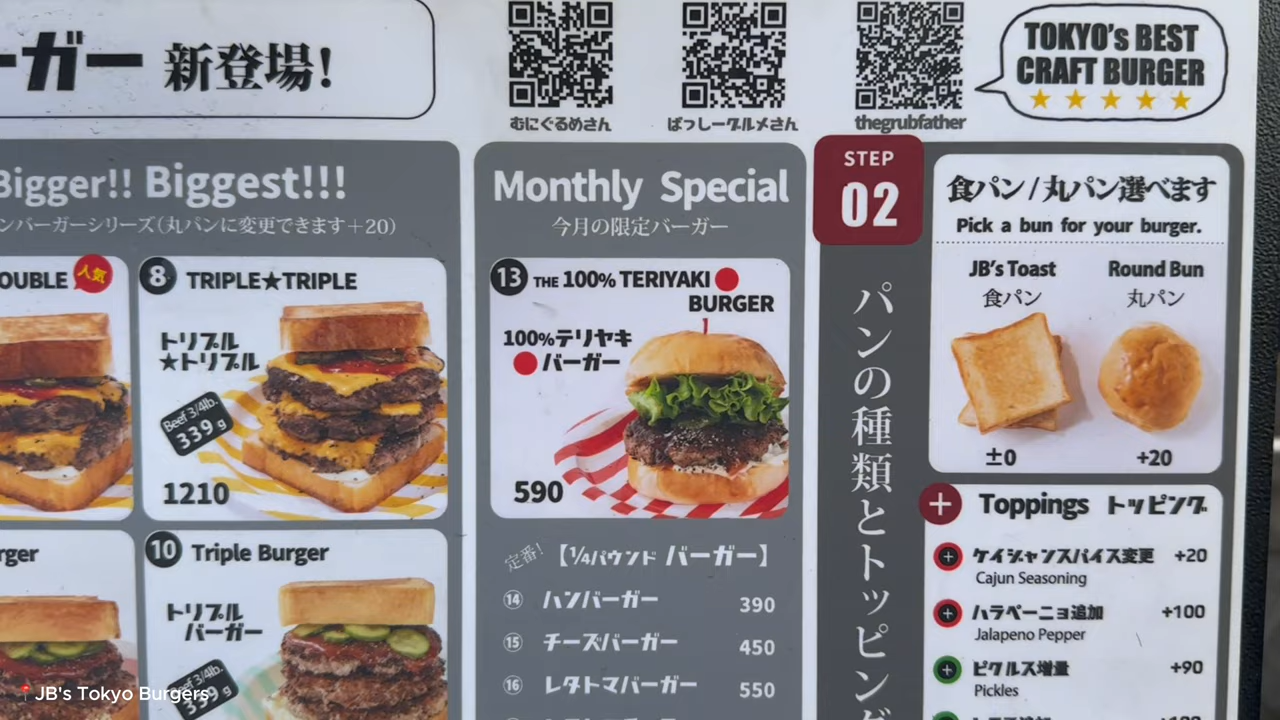 ーガー 新登場!
むにぐるめさん
ばっしーグルメさん
thegrubfather
TOKYO's BEST
CRAFT BURGER
Bigger!! Biggest!!!
ンバーガーシリーズ(丸パンに変更できます+20)
OUBLE 人気
8 TRIPLE★TRIPLE
トリプル
★トリプル
Beef 3/4lb.
339g
1210
rger
10 Triple Burger
トリプル
バーガー
3/4lb.
339g
Monthly Special
今月の限定バーガー
13 THE 100% TERIYAKI
BURGER
100%テリヤキ
バーガー
590
定番!【1/4パウンド バーガー】
⑭ ハンバーガー 390
⑮ チーズバーガー 450
⑯ レタトマバーガー 550
STEP
02
パンの種類とトッピング
食パン/丸パン選べます
Pick a bun for your burger.
JB's Toast
食パン
±0
Round Bun
丸パン
+20
+ Toppings トッピング
+ ケイジャンスパイス変更 +20
Cajun Seasoning
+ ハラペーニョ追加 +100
Jalapeno Pepper
+ ピクルス増量 +90
Pickles
JB's Tokyo Burgers